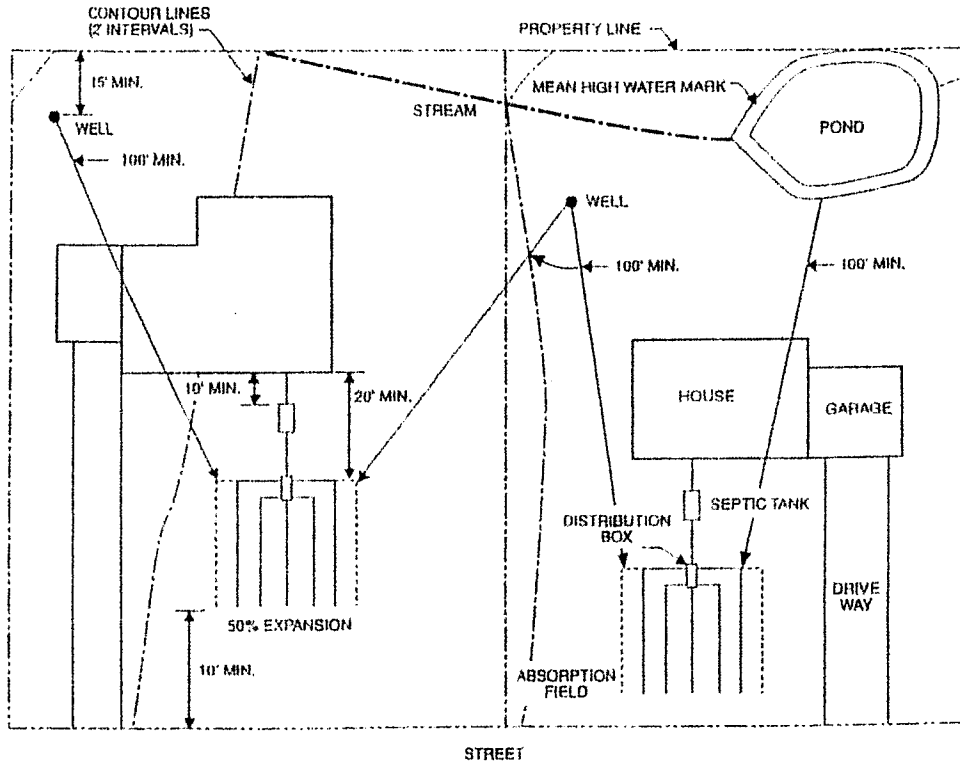 CONTOUR LINES
(2' INTERVALS)
PROPERTY LINE
15' MIN.
MEAN HIGH WATER MARK
STREAM
POND
WELL
100' MIN.
WELL
100' MIN.
100' MIN.
10' MIN.
20' MIN.
HOUSE
GARAGE
SEPTIC TANK
DISTRIBUTION
BOX
DRIVE
WAY
50% EXPANSION
10' MIN.
ABSORPTION
FIELD
STREET